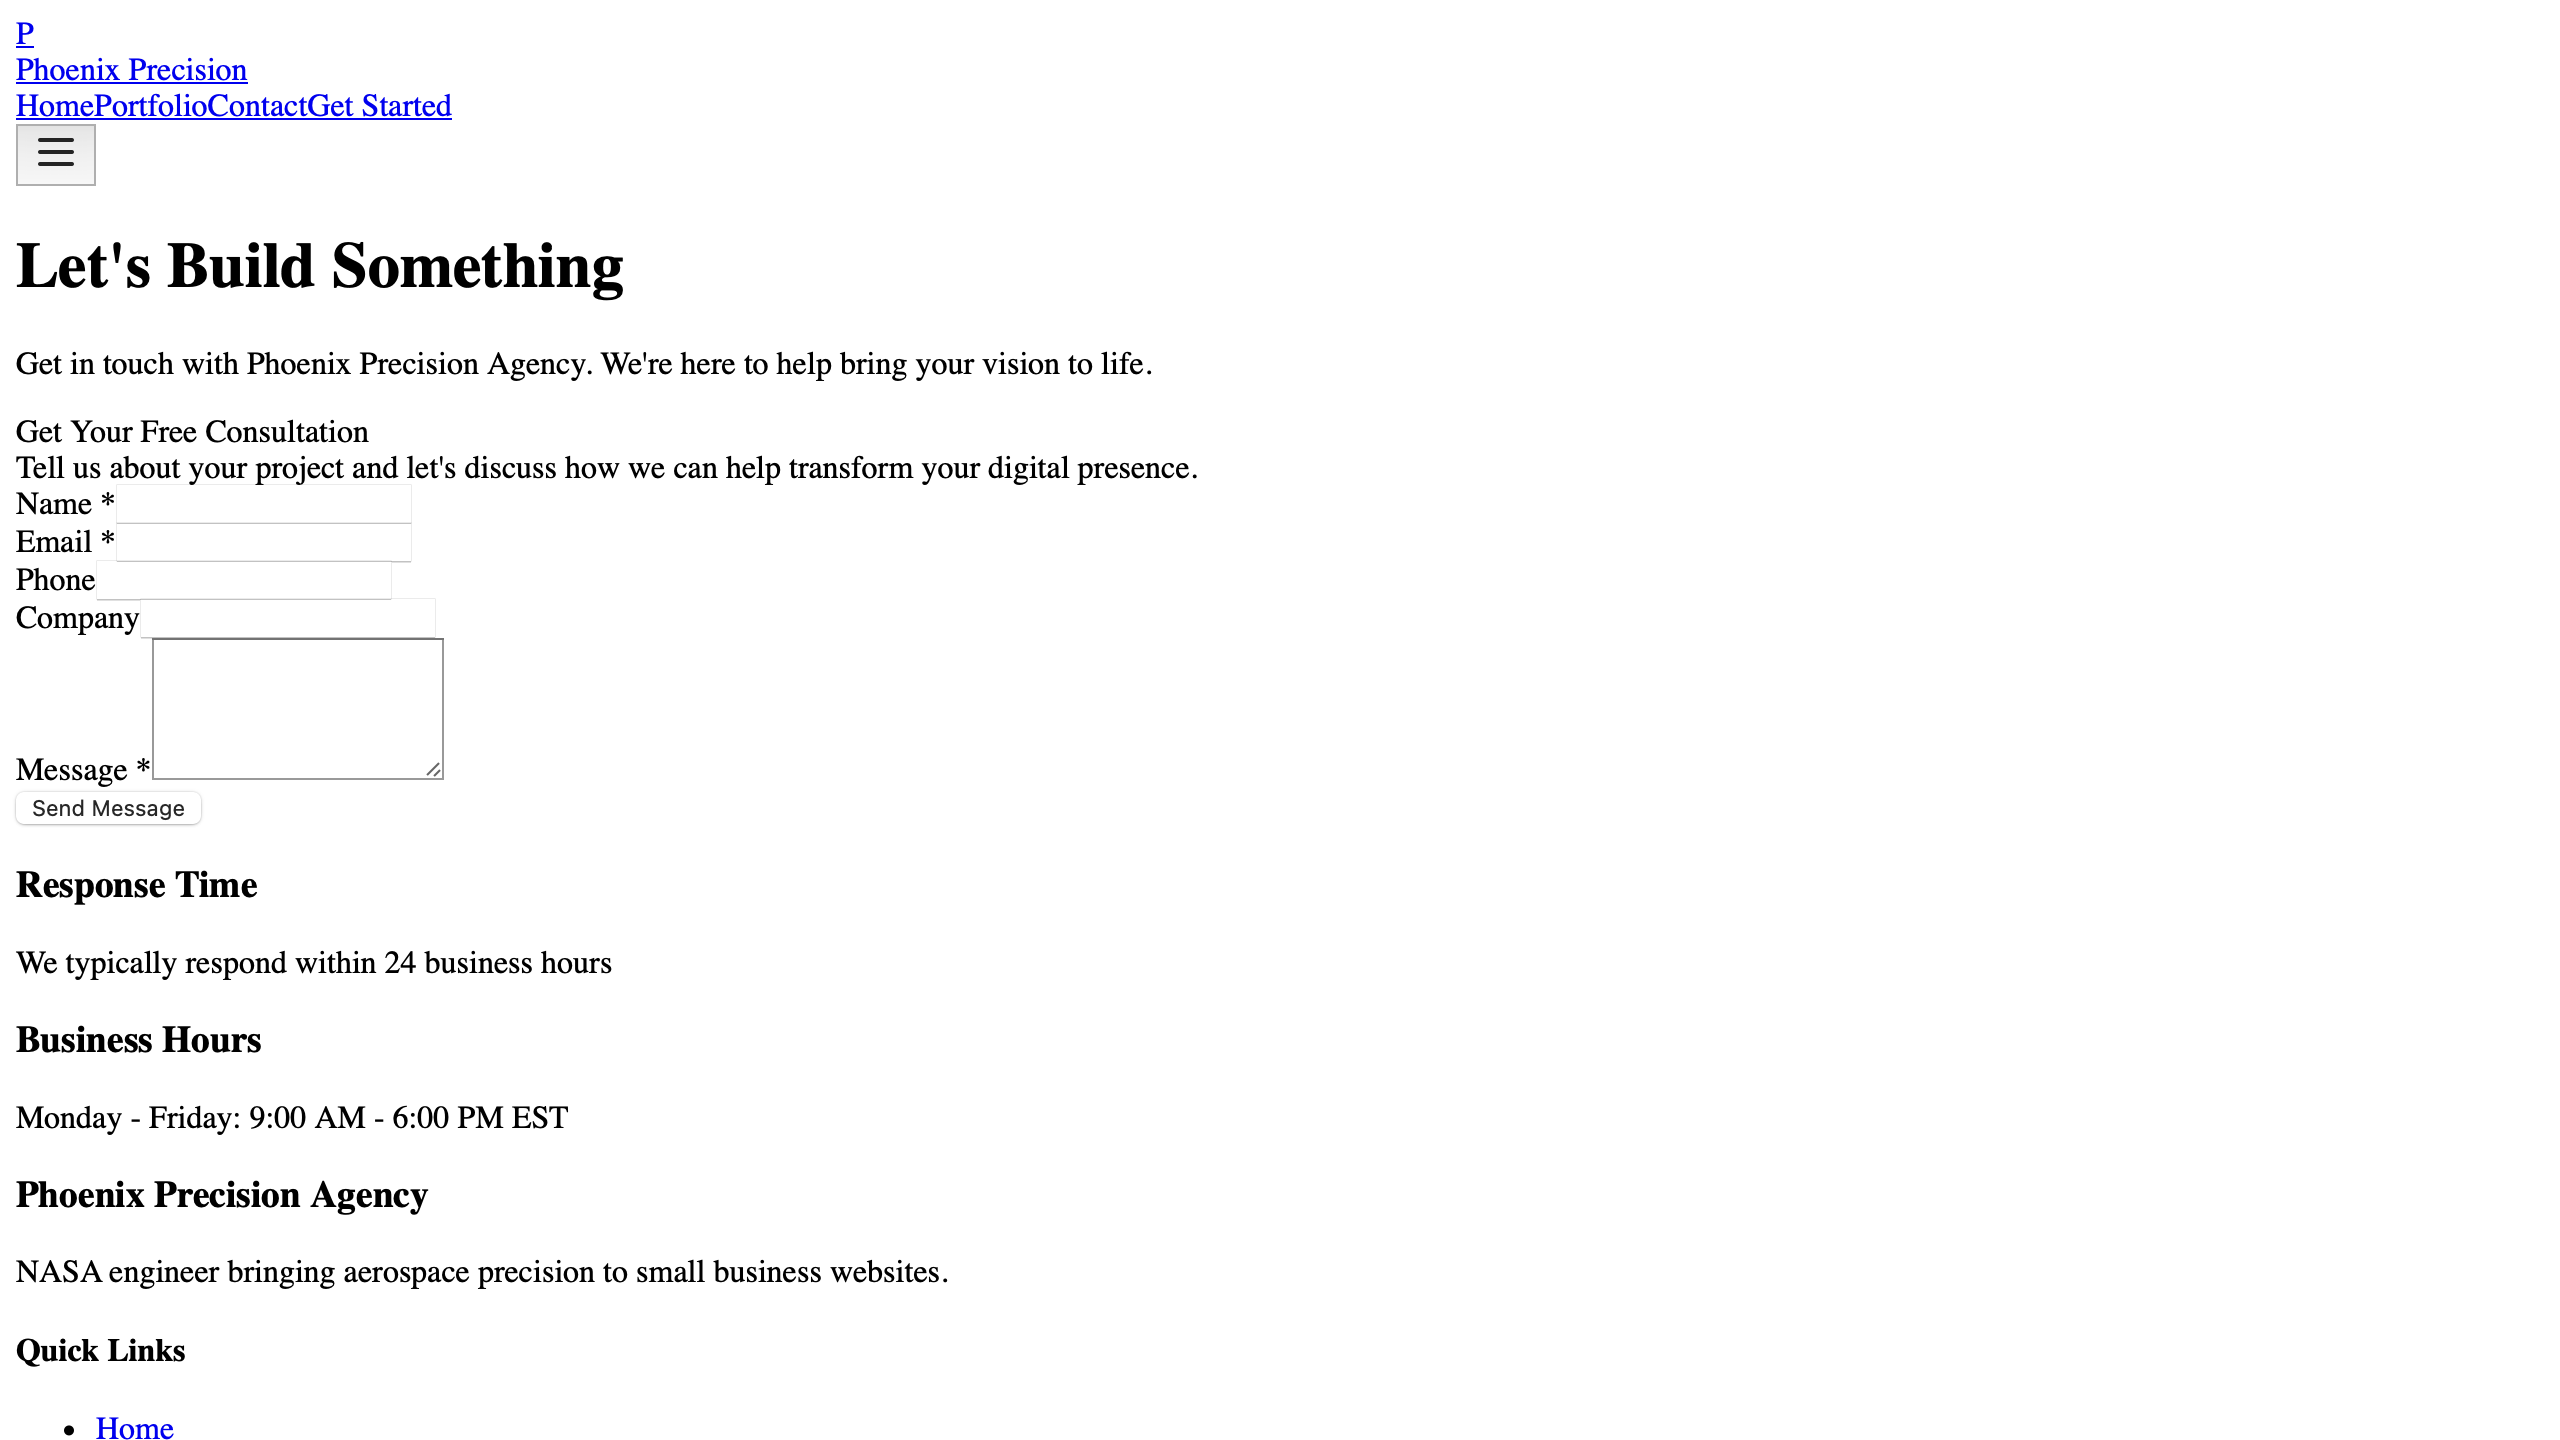 P
Phoenix Precision
HomePortfolioContactGet Started
Let's Build Something
Get in touch with Phoenix Precision Agency. We're here to help bring your vision to life.
Get Your Free Consultation
Tell us about your project and let's discuss how we can help transform your digital presence.
Name *
Email *
Phone
Company
Message *
Send Message
Response Time
We typically respond within 24 business hours
Business Hours
Monday - Friday: 9:00 AM - 6:00 PM EST
Phoenix Precision Agency
NASA engineer bringing aerospace precision to small business websites.
Quick Links
Home